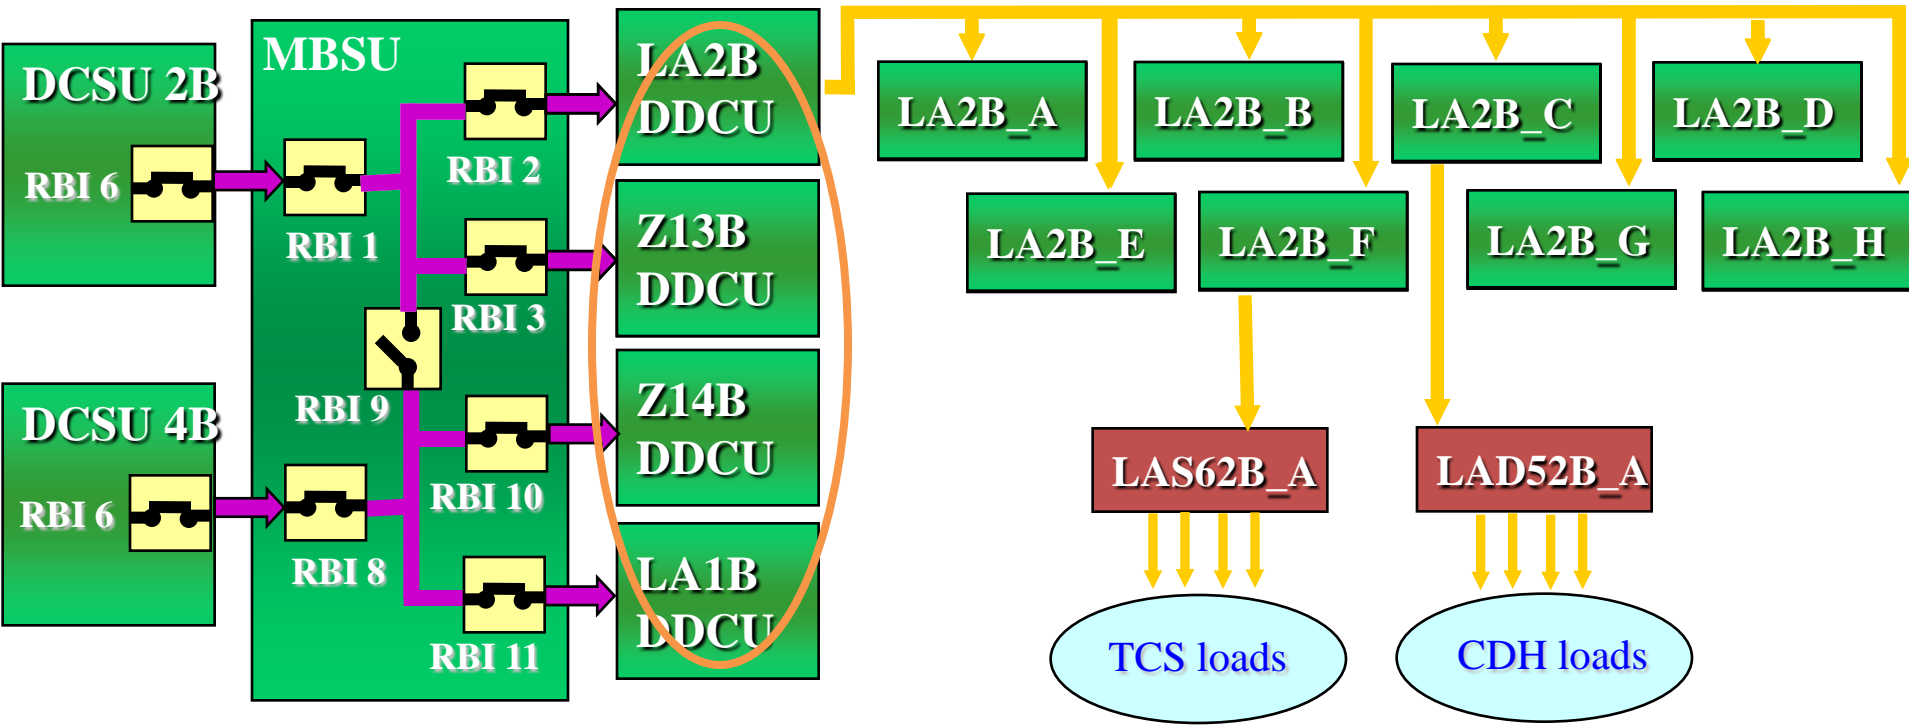 DCSU 2B
RBI 6
DCSU 4B
RBI 6
MBSU
RBI 1
RBI 2
RBI 3
RBI 9
RBI 10
RBI 8
RBI 11
LA2B
DDCU
Z13B
DDCU
Z14B
DDCU
LA1B
DDCU
LA2B_A
LA2B_B
LA2B_C
LA2B_D
LA2B_E
LA2B_F
LA2B_G
LA2B_H
LAS62B_A
LAD52B_A
TCS loads
CDH loads